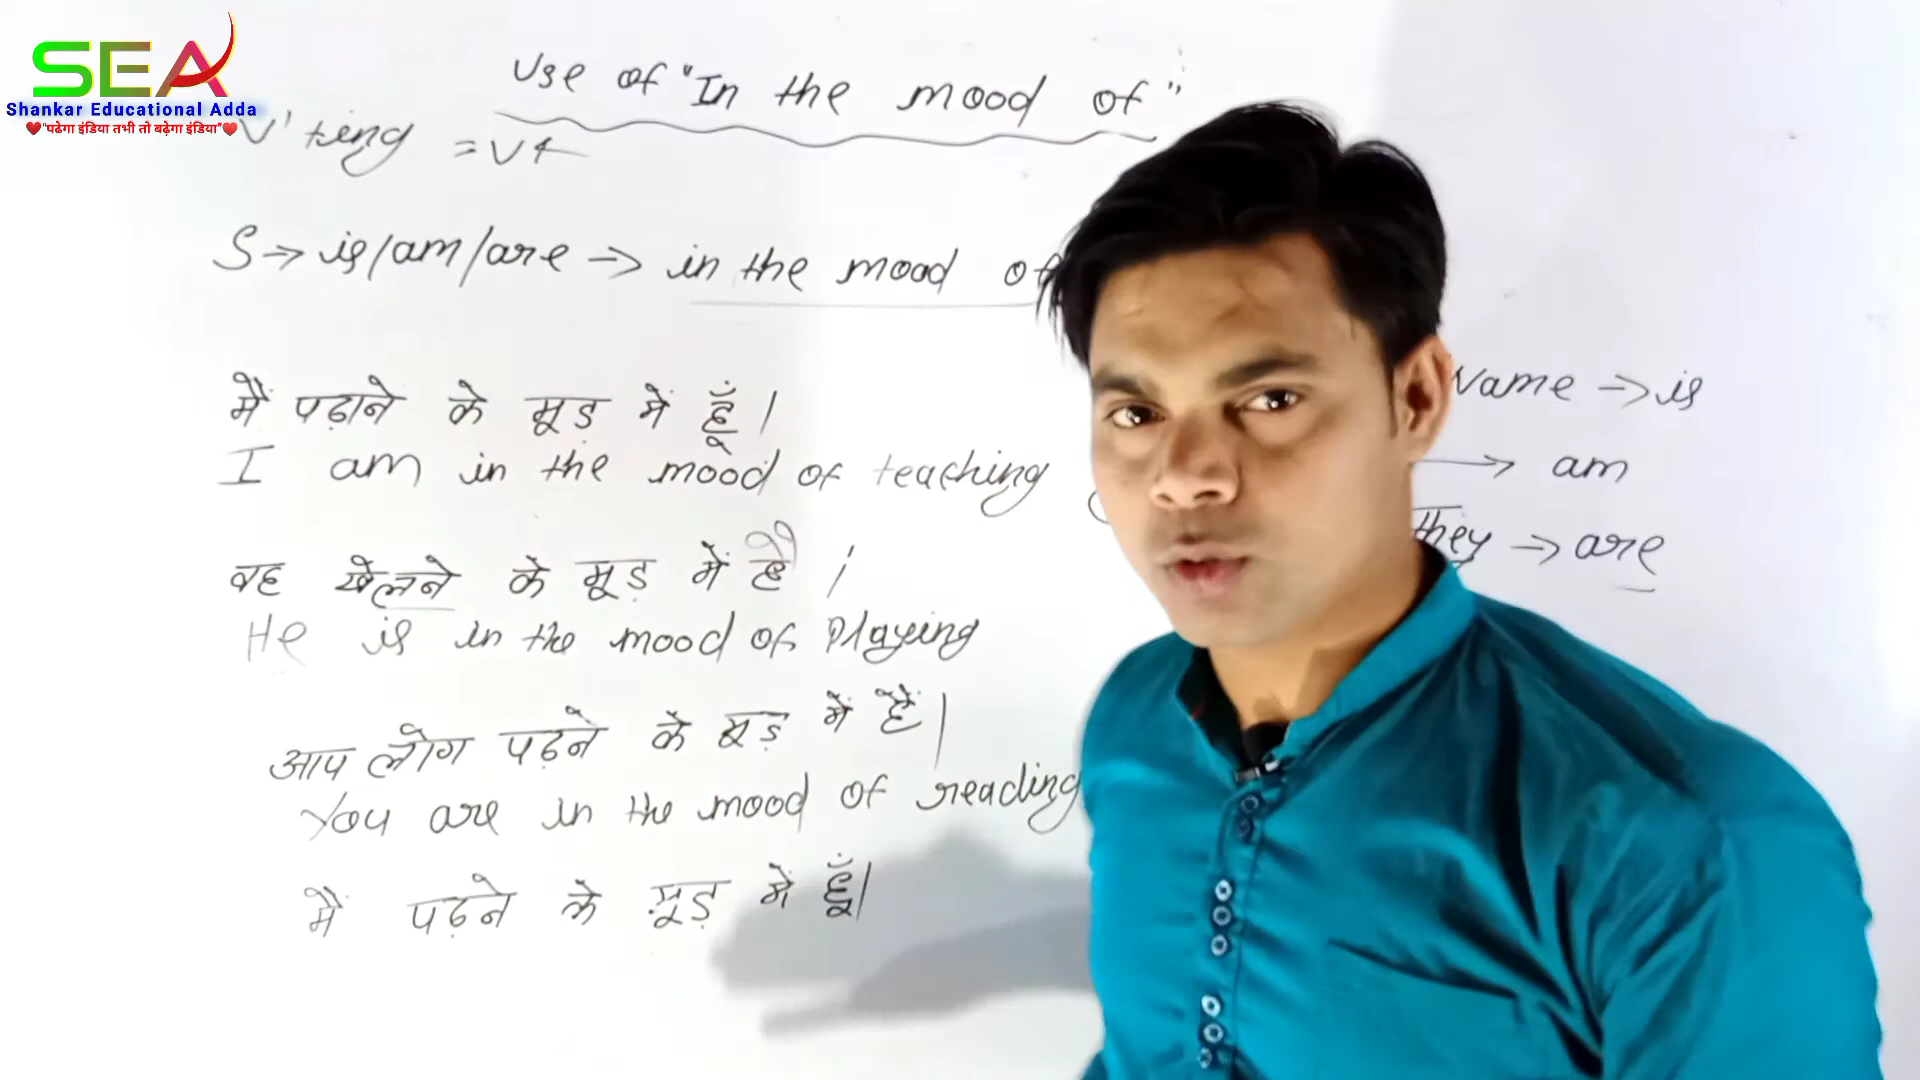 SEA
Shankar Educational Adda
❤️"पढेगा इंडिया तभी तो बढ़ेगा इंडिया"❤️
Use of "In the mood of"
V' +ing = V4
S → is/am/are → in the mood of
मैं पढ़ाने के मूड़ में हूँ।
I am in the mood of teaching
वह खेलने के मूड़ में है।
He is in the mood of playing
आप लोग पढ़ने के मूड़ में हैं।
You are in the mood of reading
मैं पढ़ने के मूड़ में हूँ।
Name → is
→ am
They → are